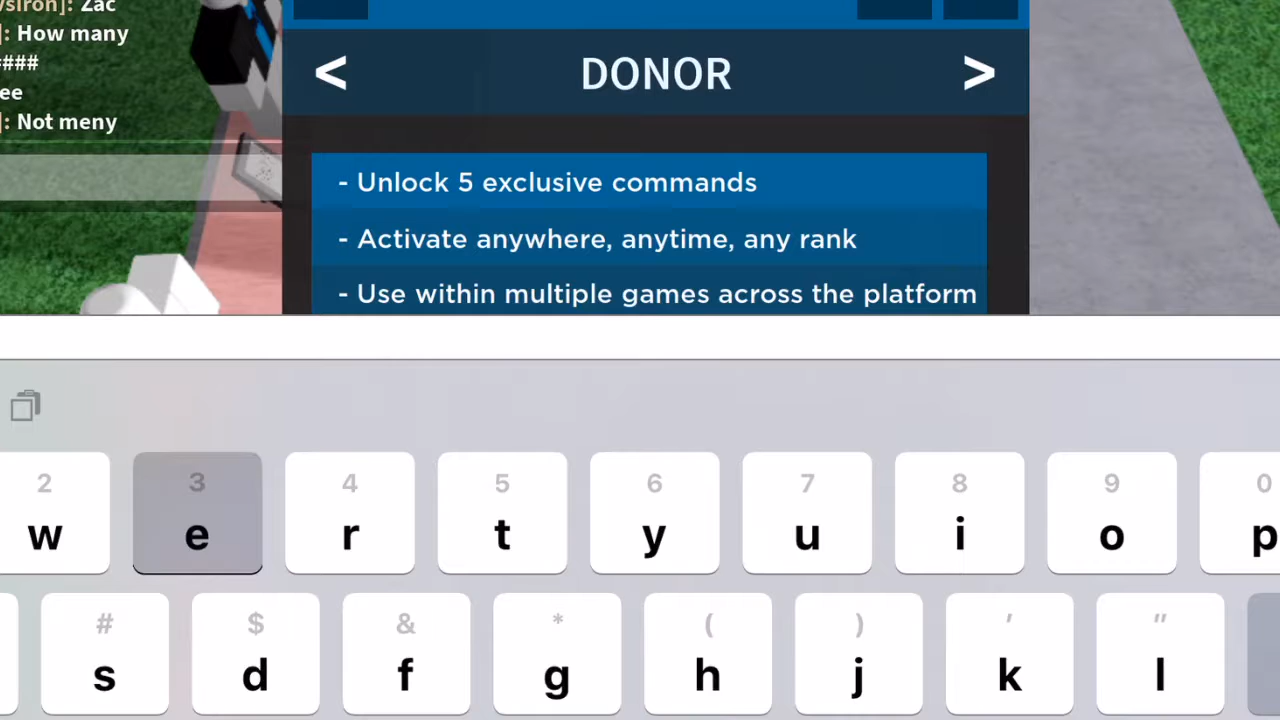 ]: Zac
]: How many
####
ee
]: Not meny
< DONOR >
- Unlock 5 exclusive commands
- Activate anywhere, anytime, any rank
- Use within multiple games across the platform
2 3 4 5 6 7 8 9 0
w e r t y u i o p
# $ & * ( ) ' "
s d f g h j k l